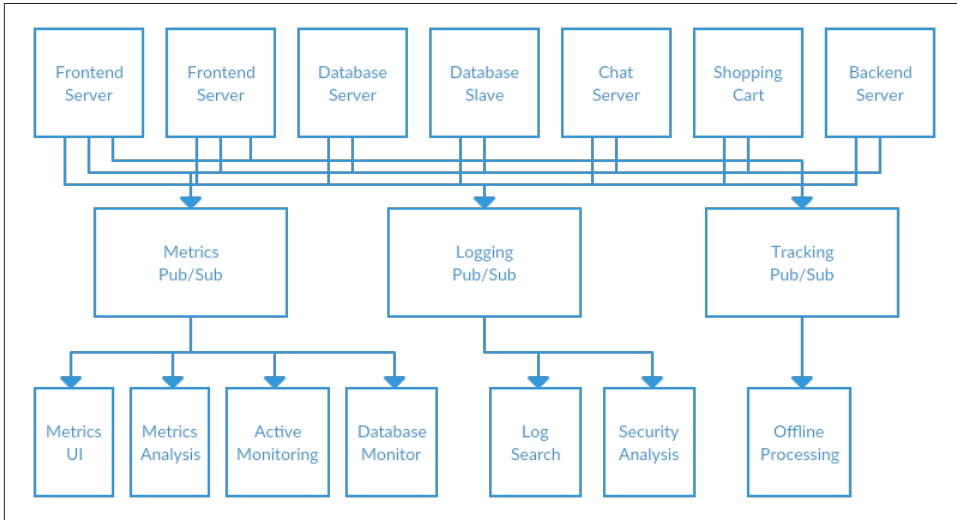 Frontend
Server
Frontend
Server
Database
Server
Database
Slave
Chat
Server
Shopping
Cart
Backend
Server
Metrics
Pub/Sub
Logging
Pub/Sub
Tracking
Pub/Sub
Metrics
UI
Metrics
Analysis
Active
Monitoring
Database
Monitor
Log
Search
Security
Analysis
Offline
Processing